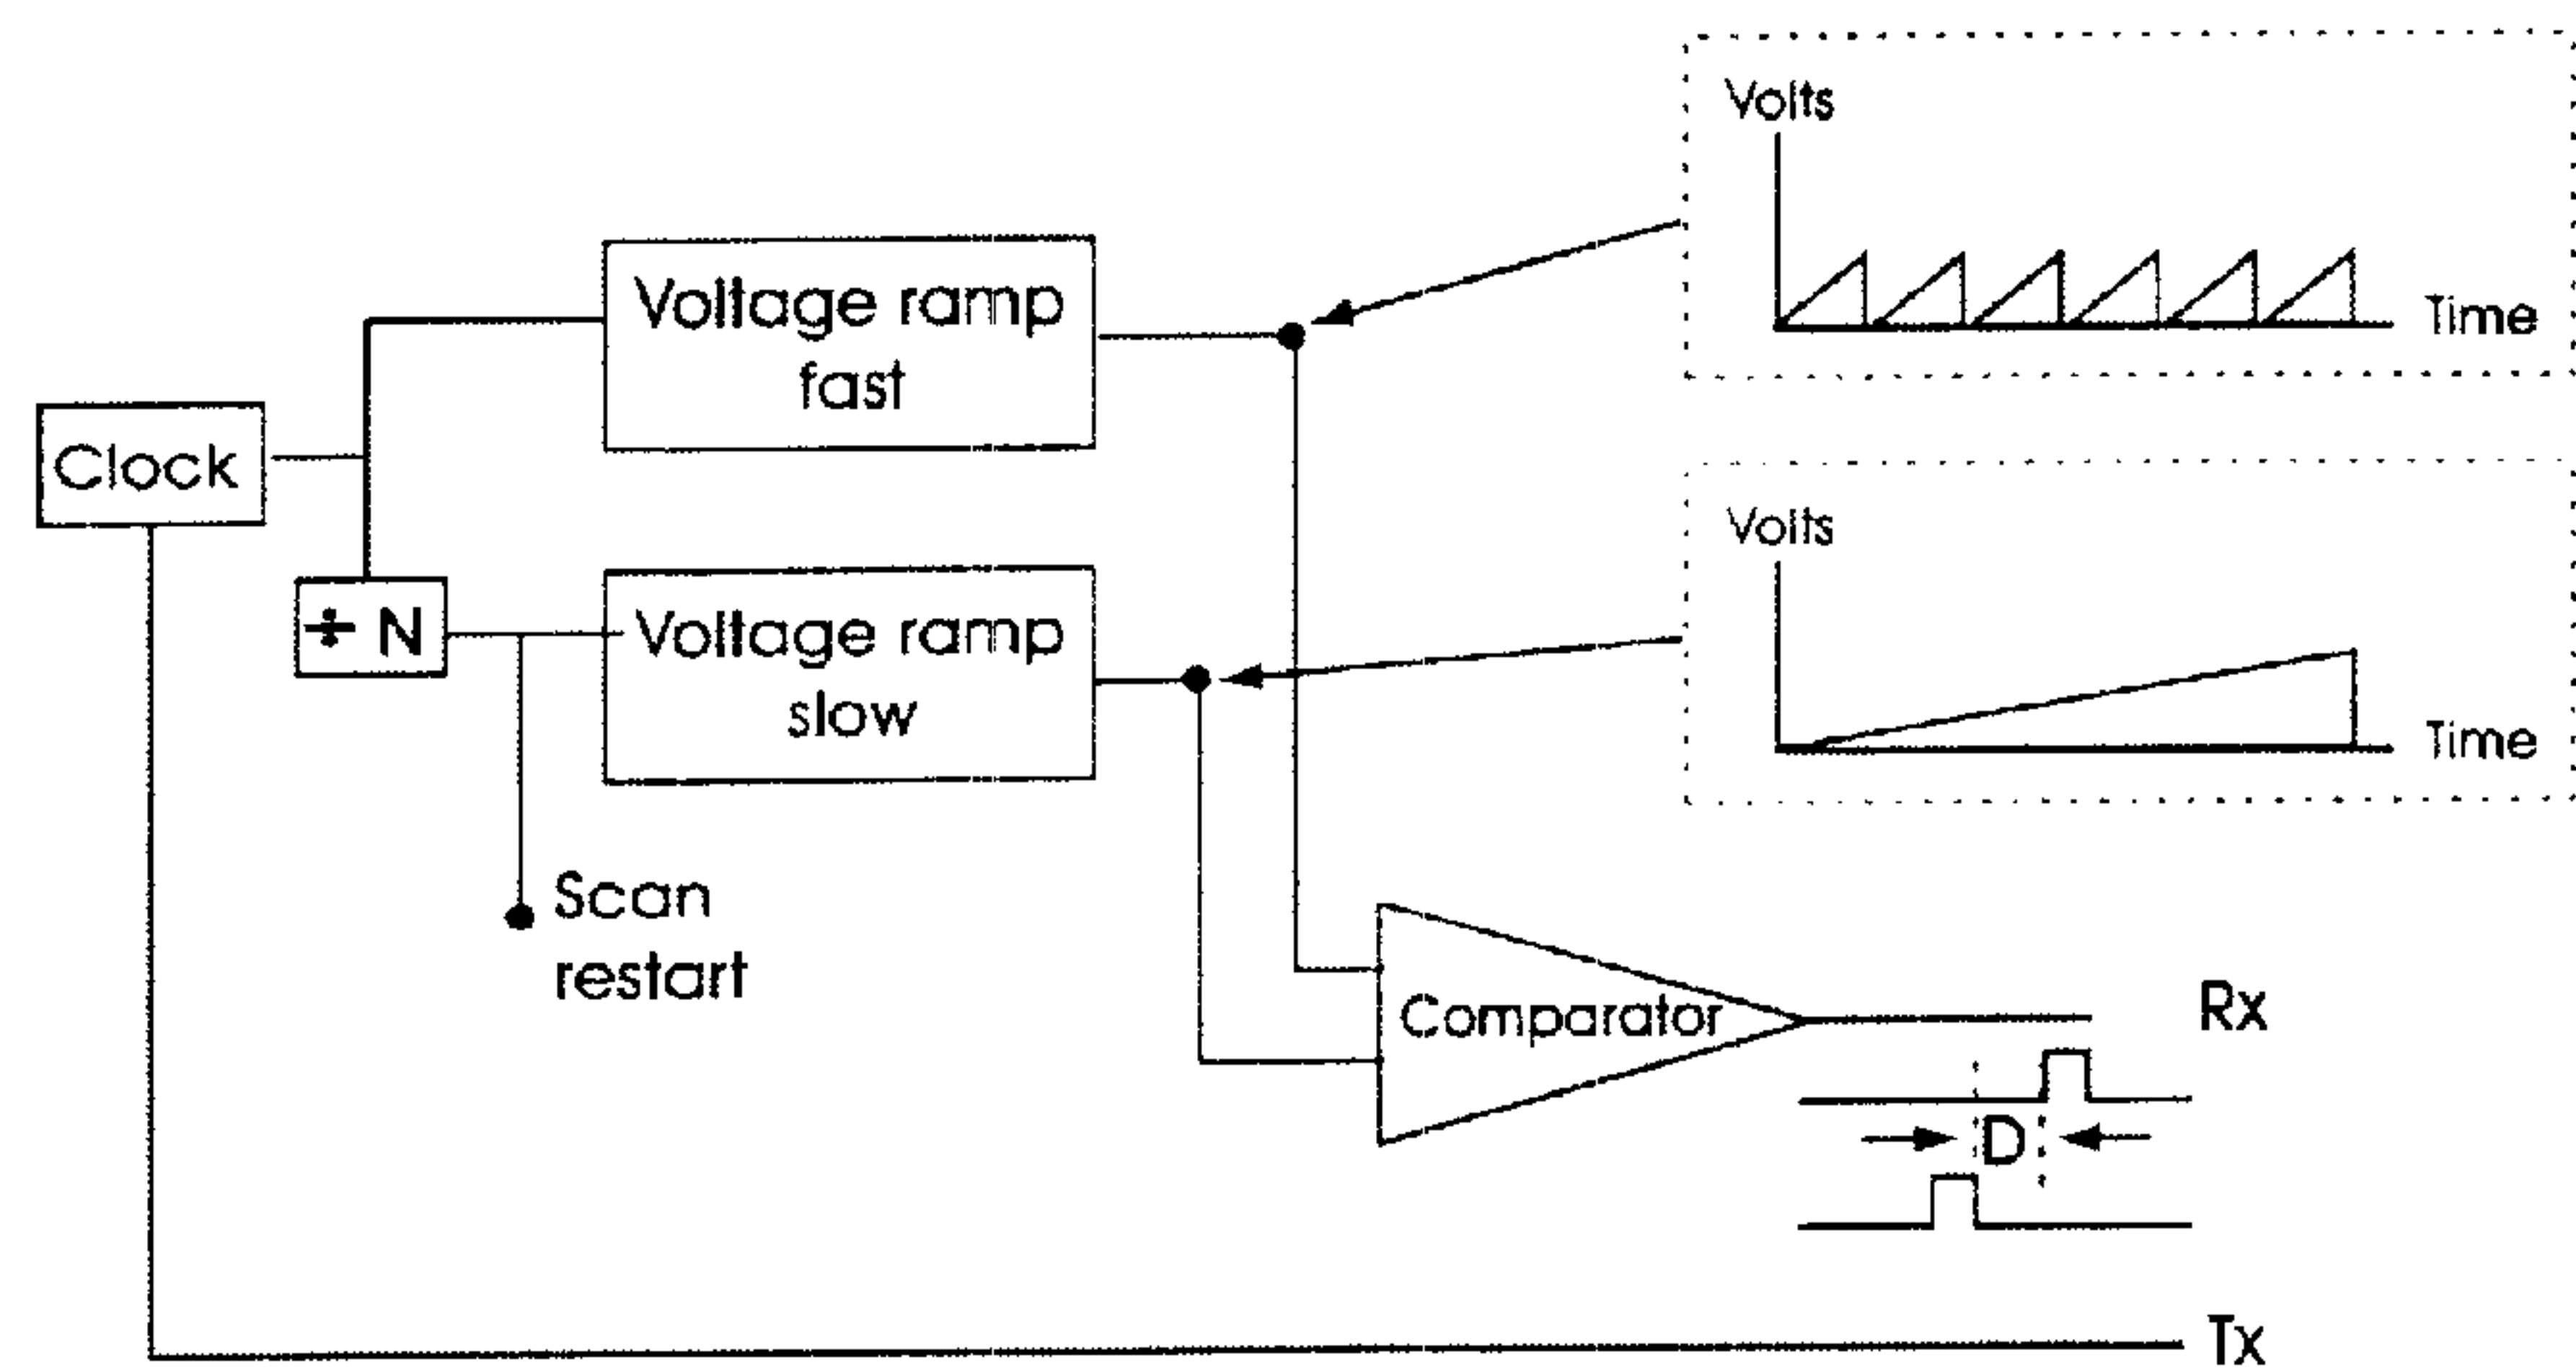 Volts
Time
Voltage ramp
fast
Clock
Volts
Time
÷ N
Voltage ramp
slow
Scan
restart
Comparator
Rx
D
Tx